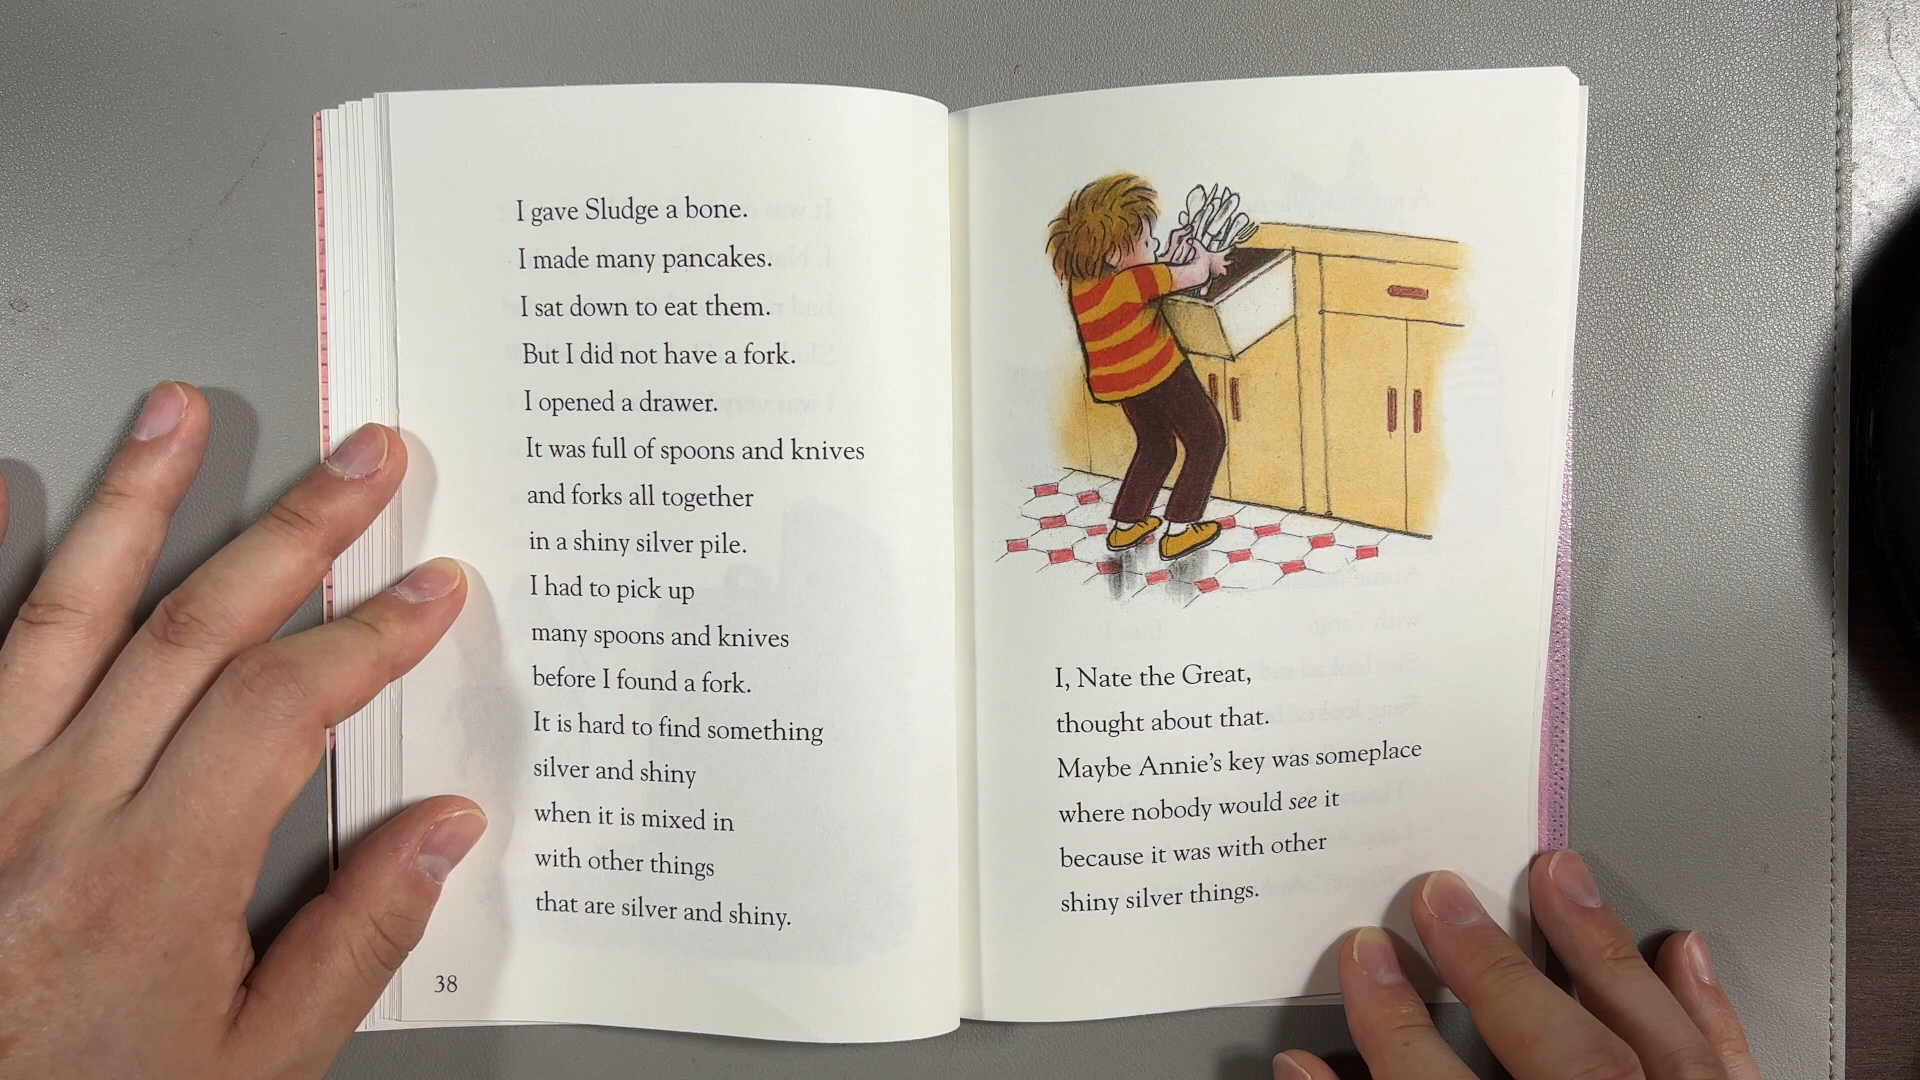 I gave Sludge a bone.
I made many pancakes.
I sat down to eat them.
But I did not have a fork.
I opened a drawer.
It was full of spoons and knives
and forks all together
in a shiny silver pile.
I had to pick up
many spoons and knives
before I found a fork.
It is hard to find something
silver and shiny
when it is mixed in
with other things
that are silver and shiny.
38
I, Nate the Great,
thought about that.
Maybe Annie's key was someplace
where nobody would see it
because it was with other
shiny silver things.